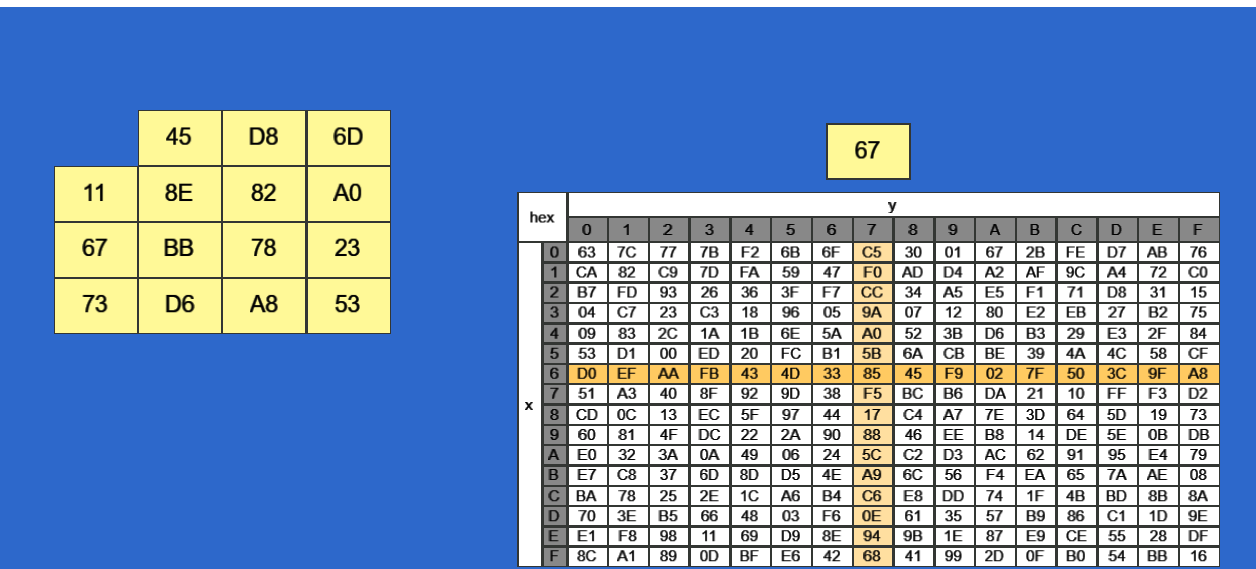 45 D8 6D
11 8E 82 A0
67 BB 78 23
73 D6 A8 53
67
hex y
0 1 2 3 4 5 6 7 8 9 A B C D E F
x
0 63 7C 77 7B F2 6B 6F C5 30 01 67 2B FE D7 AB 76
1 CA 82 C9 7D FA 59 47 F0 AD D4 A2 AF 9C A4 72 C0
2 B7 FD 93 26 36 3F F7 CC 34 A5 E5 F1 71 D8 31 15
3 04 C7 23 C3 18 96 05 9A 07 12 80 E2 EB 27 B2 75
4 09 83 2C 1A 1B 6E 5A A0 52 3B D6 B3 29 E3 2F 84
5 53 D1 00 ED 20 FC B1 5B 6A CB BE 39 4A 4C 58 CF
6 D0 EF AA FB 43 4D 33 85 45 F9 02 7F 50 3C 9F A8
7 51 A3 40 8F 92 9D 38 F5 BC B6 DA 21 10 FF F3 D2
8 CD 0C 13 EC 5F 97 44 17 C4 A7 7E 3D 64 5D 19 73
9 60 81 4F DC 22 2A 90 88 46 EE B8 14 DE 5E 0B DB
A E0 32 3A 0A 49 06 24 5C C2 D3 AC 62 91 95 E4 79
B E7 C8 37 6D 8D D5 4E A9 6C 56 F4 EA 65 7A AE 08
C BA 78 25 2E 1C A6 B4 C6 E8 DD 74 1F 4B BD 8B 8A
D 70 3E B5 66 48 03 F6 0E 61 35 57 B9 86 C1 1D 9E
E E1 F8 98 11 69 D9 8E 94 9B 1E 87 E9 CE 55 28 DF
F 8C A1 89 0D BF E6 42 68 41 99 2D 0F B0 54 BB 16